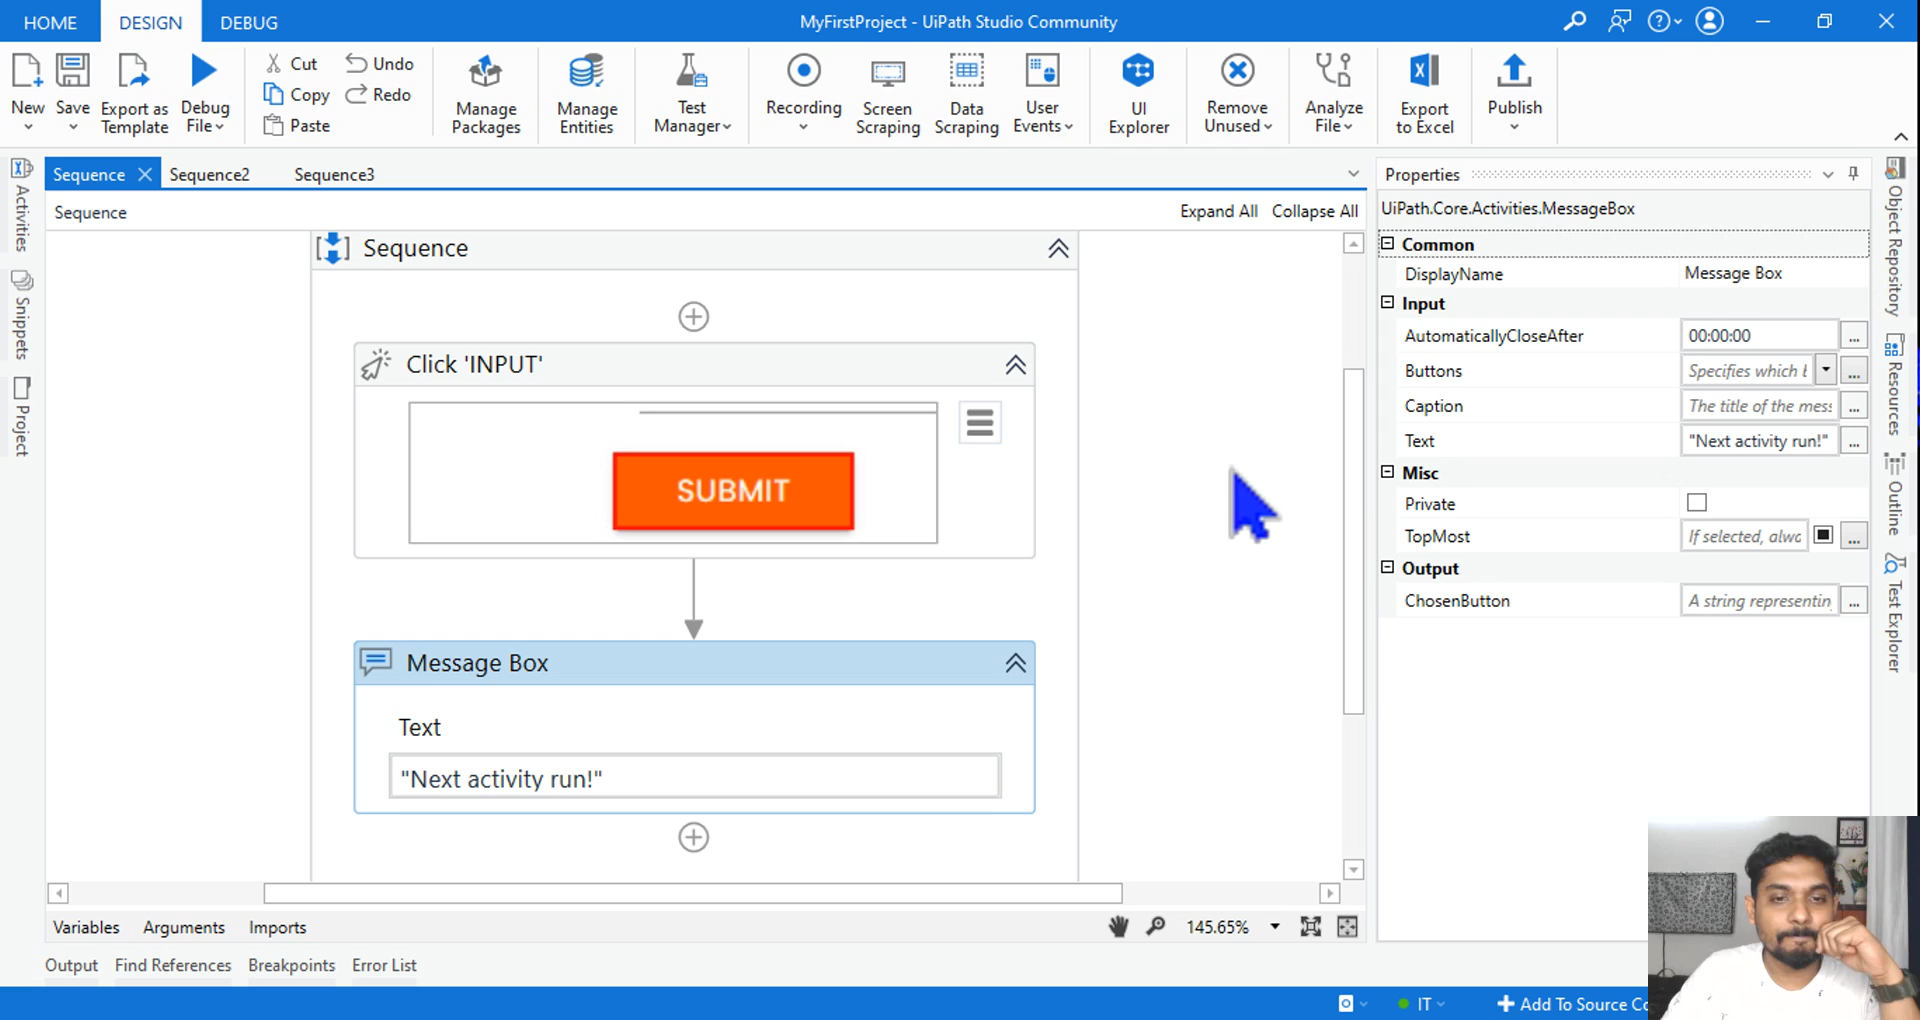 HOME DESIGN DEBUG MyFirstProject - UiPath Studio Community
New Save Export as Template Debug File Cut Copy Paste Undo Redo Manage Packages Manage Entities Test Manager Recording Screen Scraping Data Scraping User Events UI Explorer Remove Unused Analyze File Export to Excel Publish
Sequence Sequence2 Sequence3
Sequence Expand All Collapse All
Activities
Snippets
Project
Sequence
Click 'INPUT'
SUBMIT
Message Box
Text
"Next activity run!"
Variables Arguments Imports 145.65%
Output Find References Breakpoints Error List
Properties
UiPath.Core.Activities.MessageBox
Common
DisplayName Message Box
Input
AutomaticallyCloseAfter 00:00:00 ...
Buttons Specifies which ...
Caption The title of the mess ...
Text "Next activity run!" ...
Misc
Private
TopMost If selected, alwa ...
Output
ChosenButton A string representin ...
Object Repository
Resources
Outline
Test Explorer
IT Add To Source Co